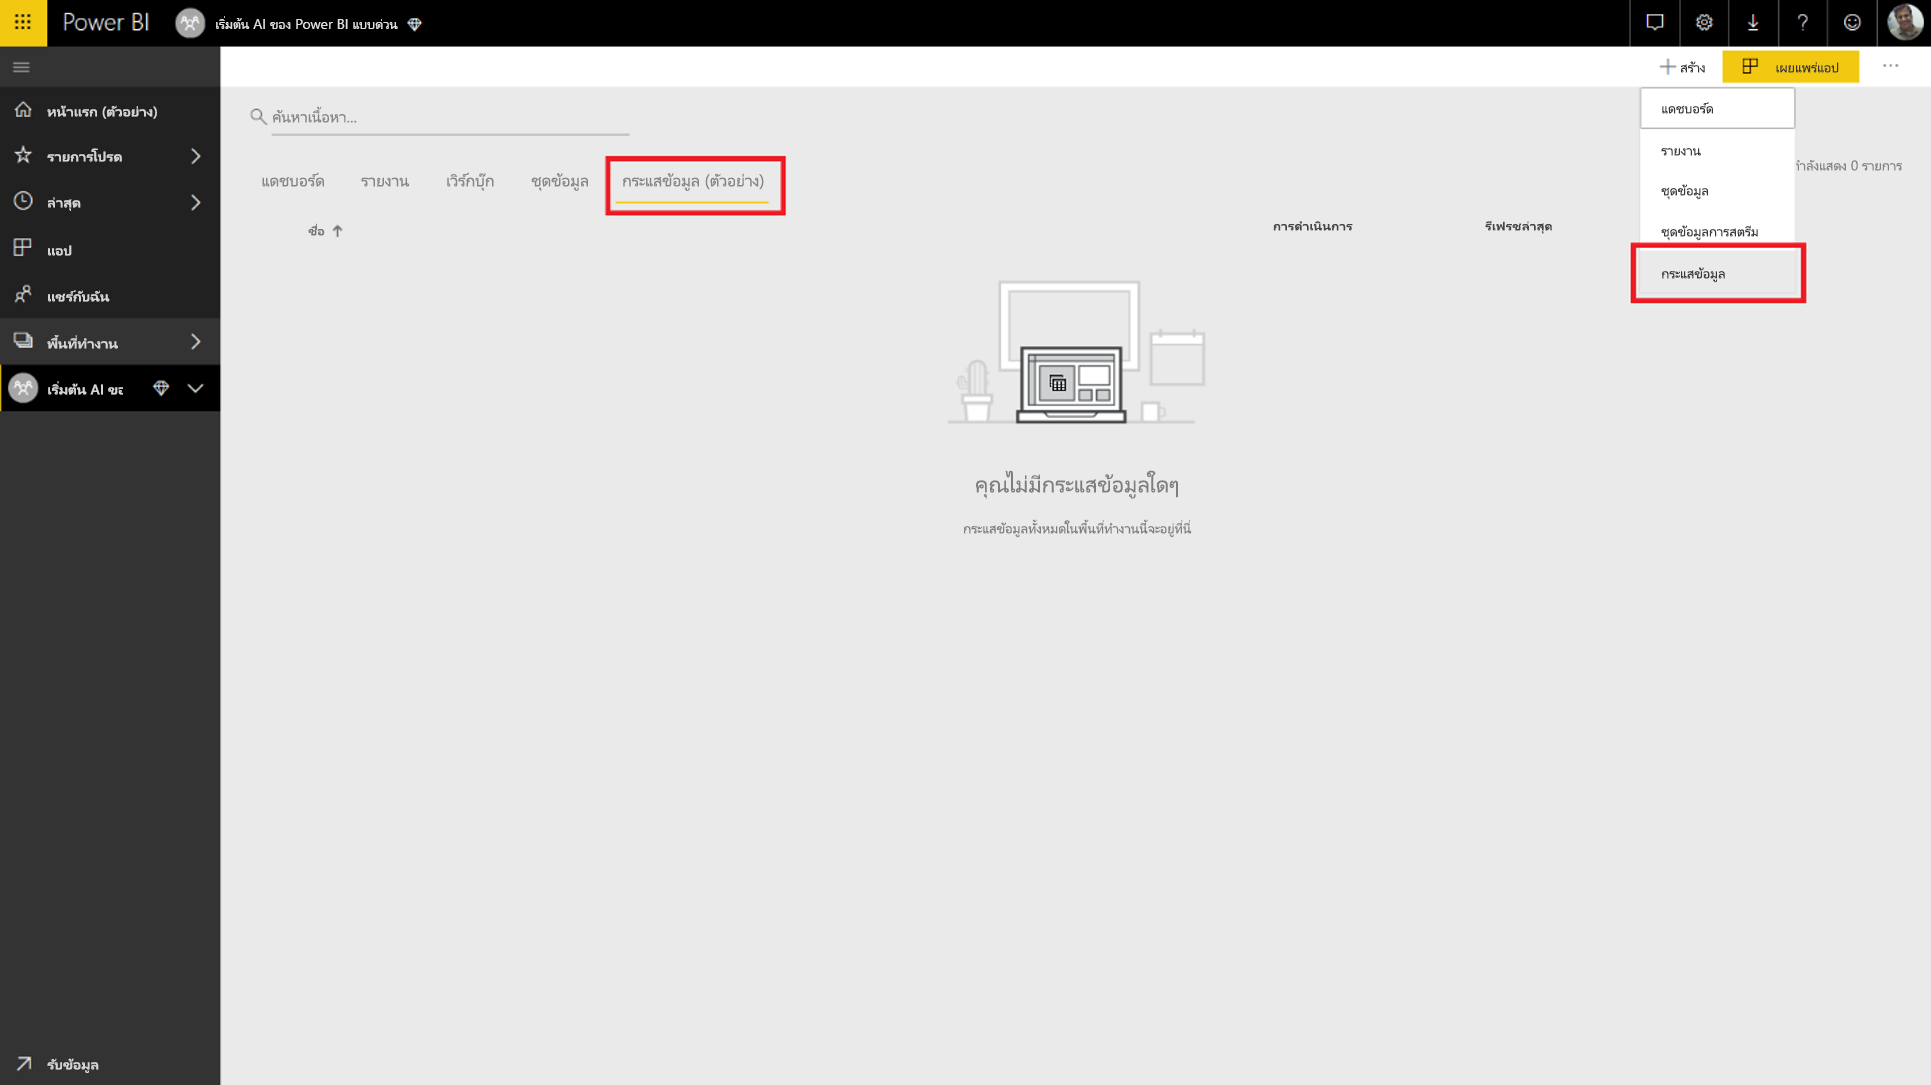 Power BI
เริ่มต้น AI ของ Power BI แบบด่วน
สร้าง
เผยแพร่แอป
หน้าแรก (ตัวอย่าง)
รายการโปรด
ล่าสุด
แอป
แชร์กับฉัน
พื้นที่ทำงาน
เริ่มต้น AI ขอ
รับข้อมูล
ค้นหาเนื้อหา...
แดชบอร์ด
รายงาน
เวิร์กบุ๊ก
ชุดข้อมูล
กระแสข้อมูล (ตัวอย่าง)
ชื่อ
การดำเนินการ
รีเฟรชล่าสุด
กำลังแสดง 0 รายการ
แดชบอร์ด
รายงาน
ชุดข้อมูล
ชุดข้อมูลการสตรีม
กระแสข้อมูล
คุณไม่มีกระแสข้อมูลใดๆ
กระแสข้อมูลทั้งหมดในพื้นที่ทำงานนี้จะอยู่ที่นี่